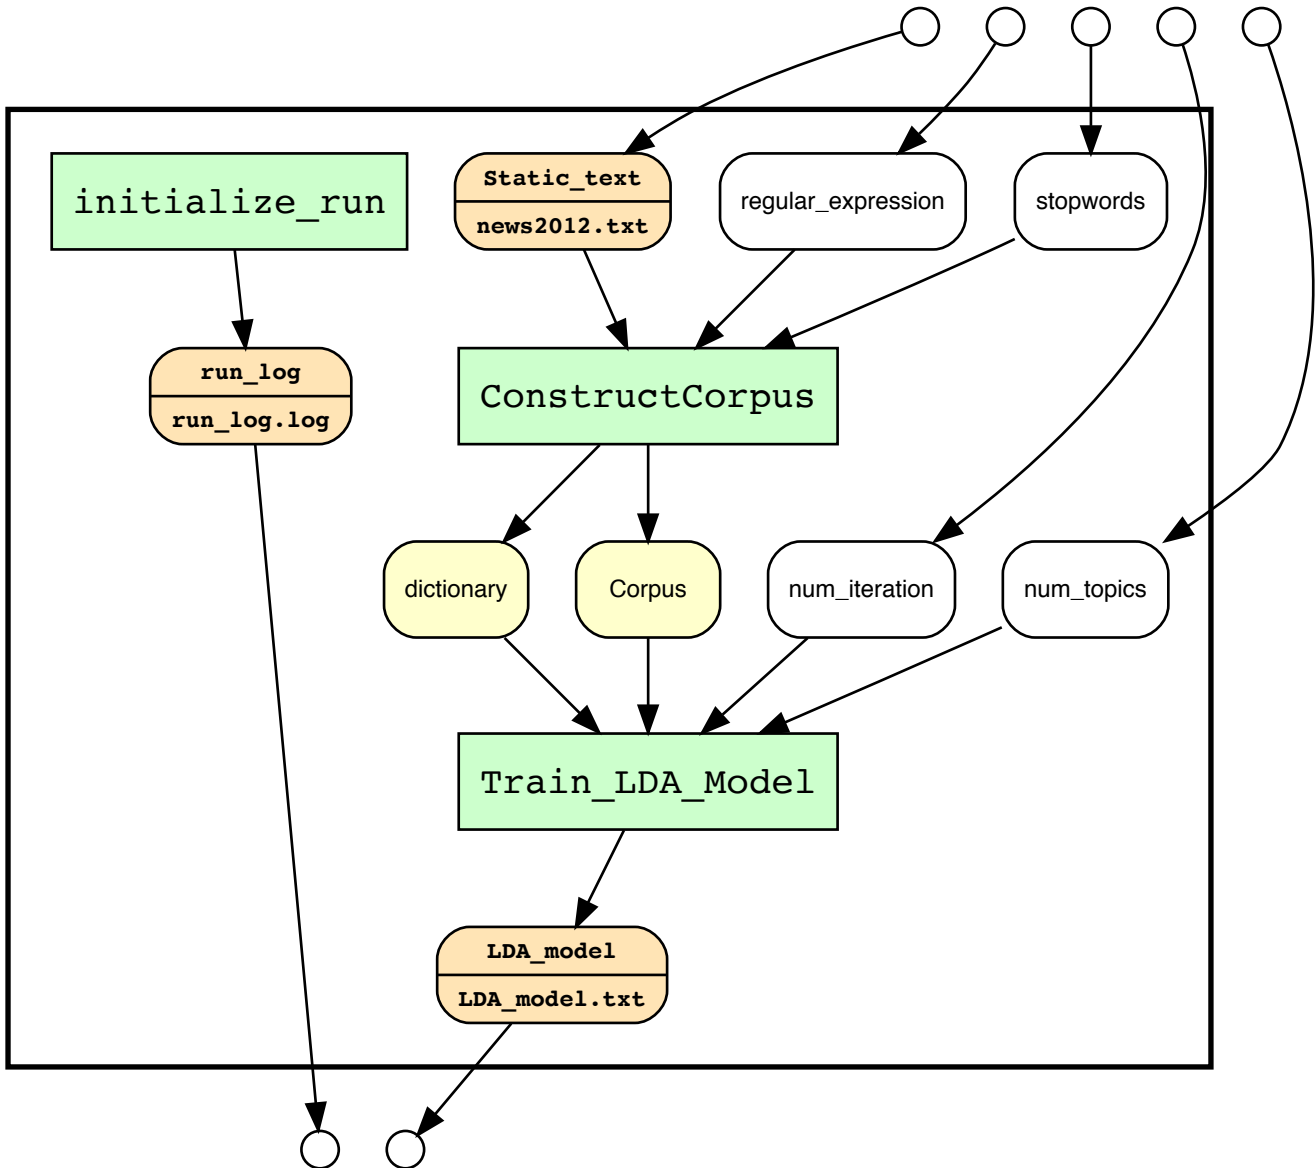 initialize_run
Static_text
news2012.txt
regular_expression
stopwords
run_log
run_log.log
ConstructCorpus
dictionary
Corpus
num_iteration
num_topics
Train_LDA_Model
LDA_model
LDA_model.txt